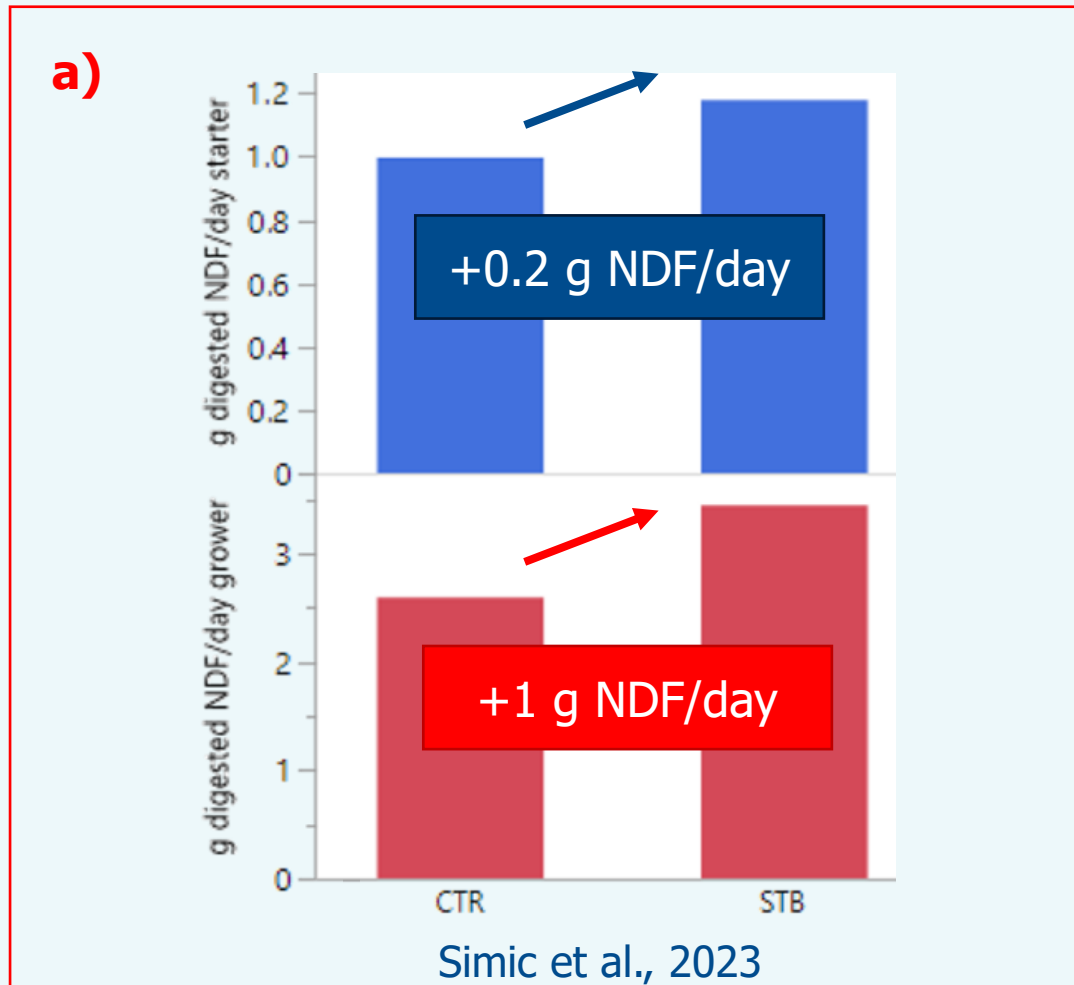 a)
g digested NDF/day starter
1.2
1.0
0.8
0.6
0.4
0.2
0
+0.2 g NDF/day
g digested NDF/day grower
3
2
1
0
+1 g NDF/day
CTR
STB
Simic et al., 2023